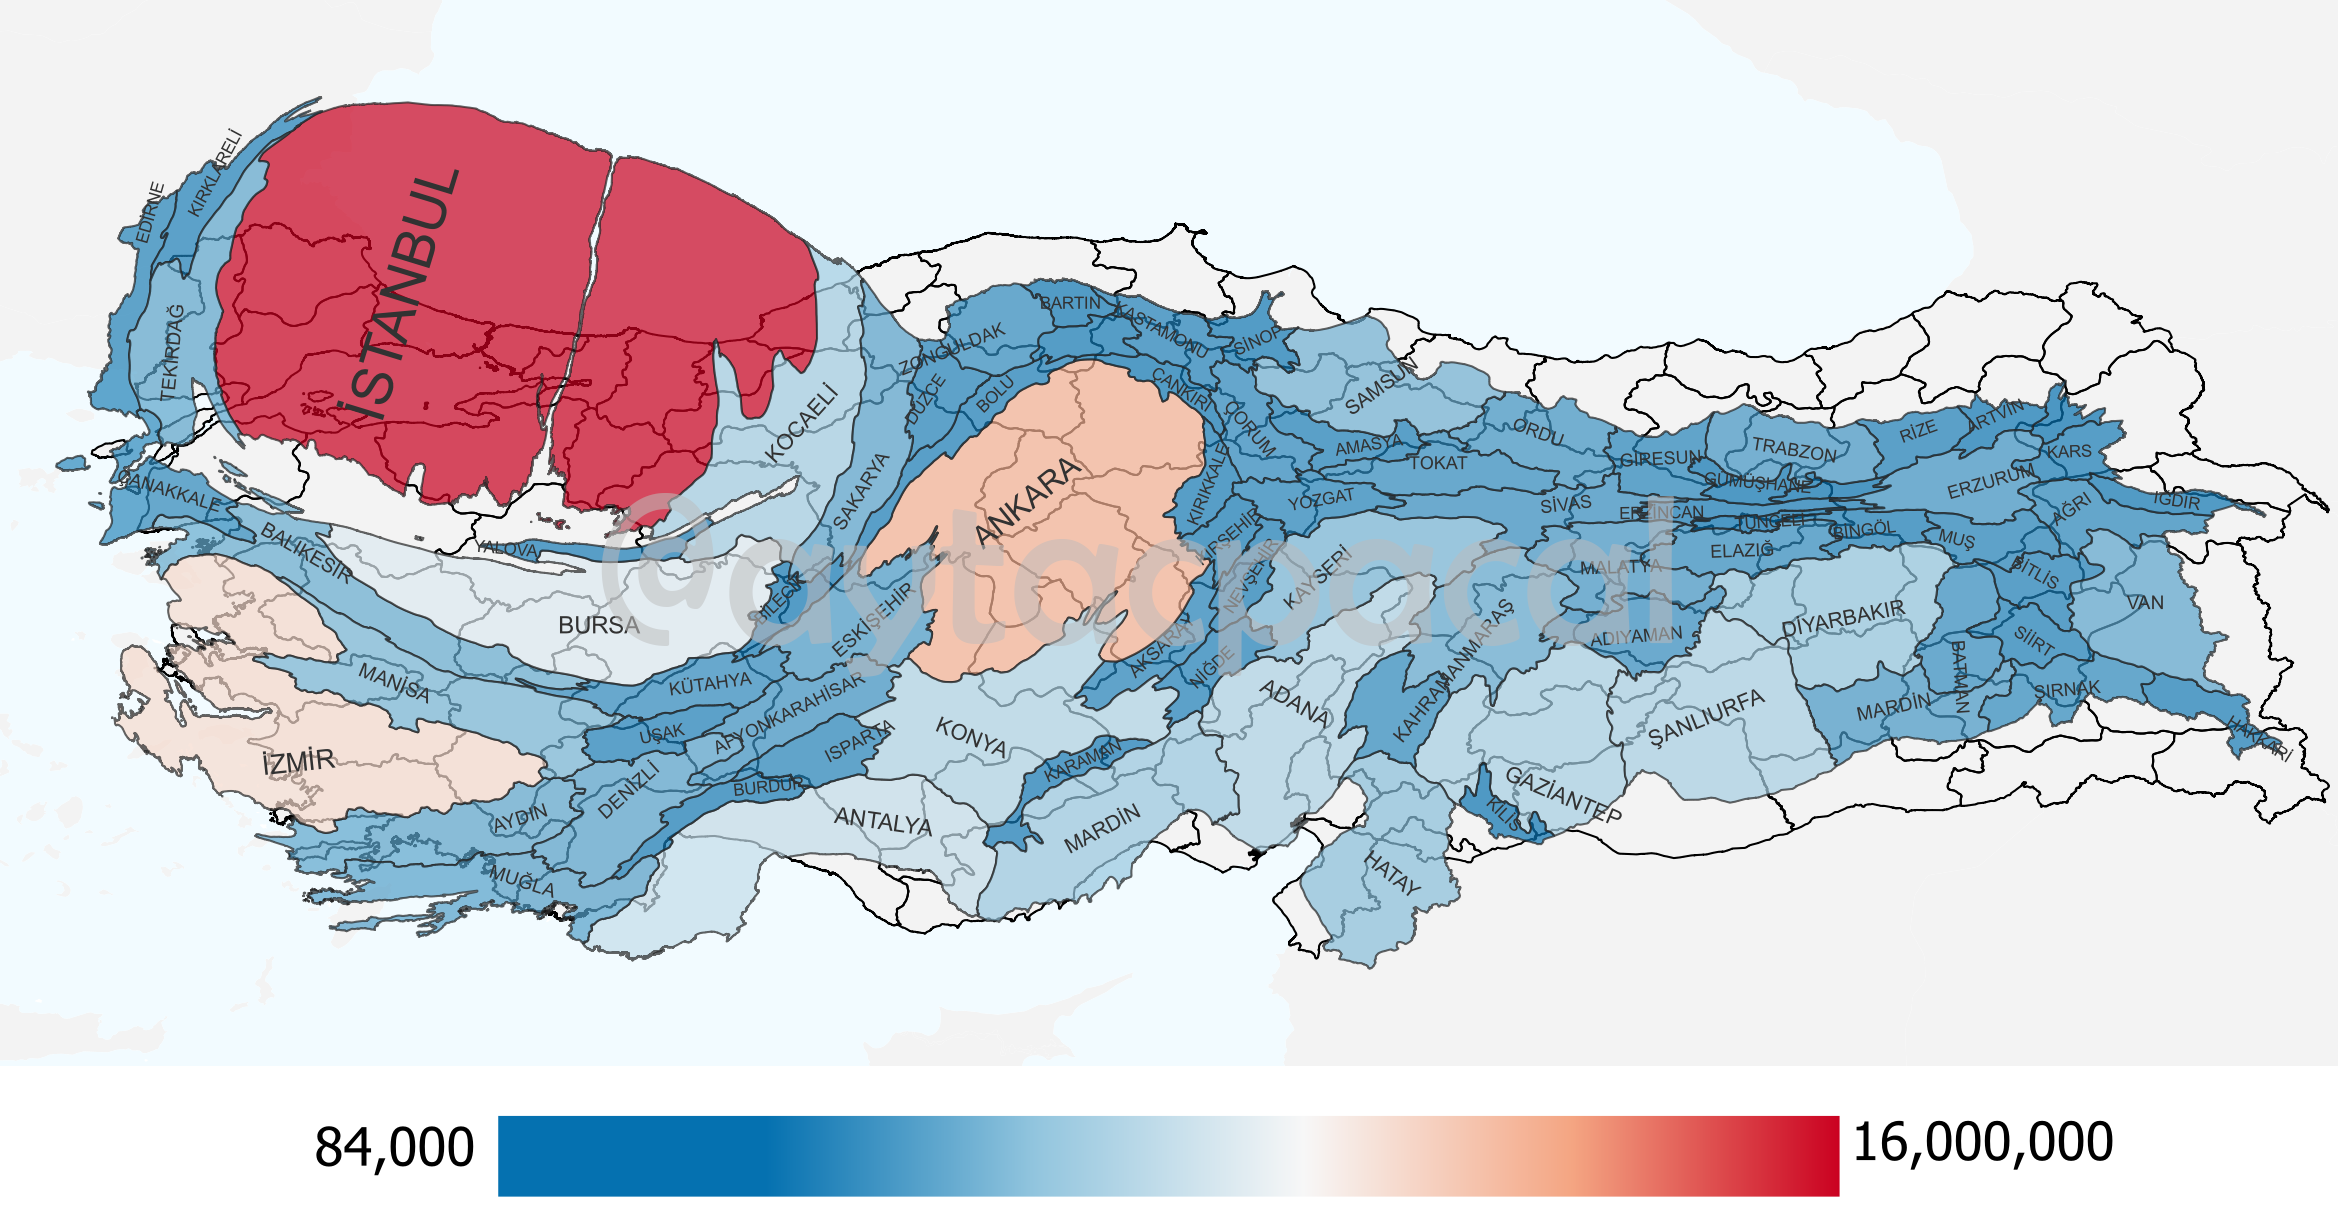 İSTANBUL
KIRKLARELİ
EDİRNE
TEKİRDAĞ
KOCAELİ
SAKARYA
ZONGULDAK
BARTIN
KASTAMONU
SİNOP
DÜZCE
BOLU
ÇANKIRI
ÇORUM
SAMSUN
AMASYA
TOKAT
ORDU
GİRESUN
TRABZON
GÜMÜŞHANE
RİZE
ARTVİN
KARS
ERZURUM
AĞRI
IGDIR
ÇANAKKALE
BALIKESİR
YALOVA
BURSA
BİLECİK
ESKİŞEHİR
ANKARA
KIRIKKALE
KIRŞEHİR
NEVŞEHİR
YOZGAT
KAYSERİ
SİVAS
ERZİNCAN
TUNCELİ
BİNGÖL
MUŞ
ELAZIĞ
MALATYA
BİTLİS
VAN
@aytacpacal
MANİSA
KÜTAHYA
UŞAK
AFYONKARAHİSAR
ISPARTA
KONYA
AKSARAY
NİĞDE
ADANA
KAHRAMANMARAŞ
ADIYAMAN
DİYARBAKIR
BATMAN
SİİRT
ŞIRNAK
HAKKARİ
MARDİN
ŞANLIURFA
İZMİR
AYDIN
DENİZLİ
BURDUR
ANTALYA
KARAMAN
MARDİN
GAZİANTEP
KİLİS
HATAY
MUĞLA
84,000
16,000,000